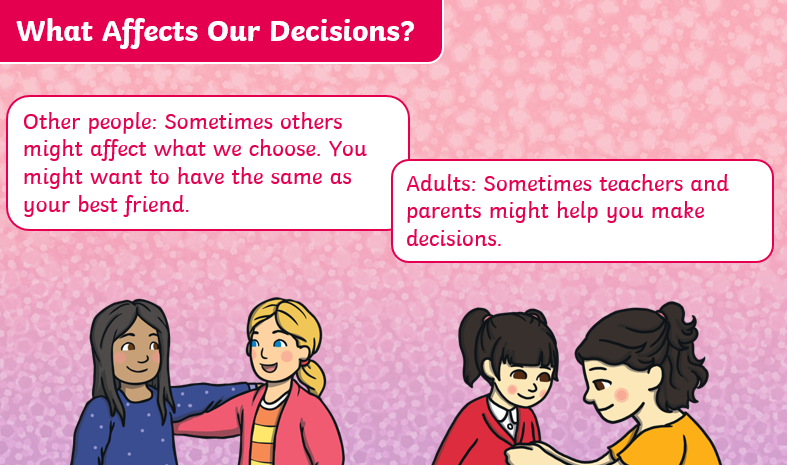 What Affects Our Decisions?
Other people: Sometimes others
might affect what we choose. You
might want to have the same as
your best friend.
Adults: Sometimes teachers and
parents might help you make
decisions.